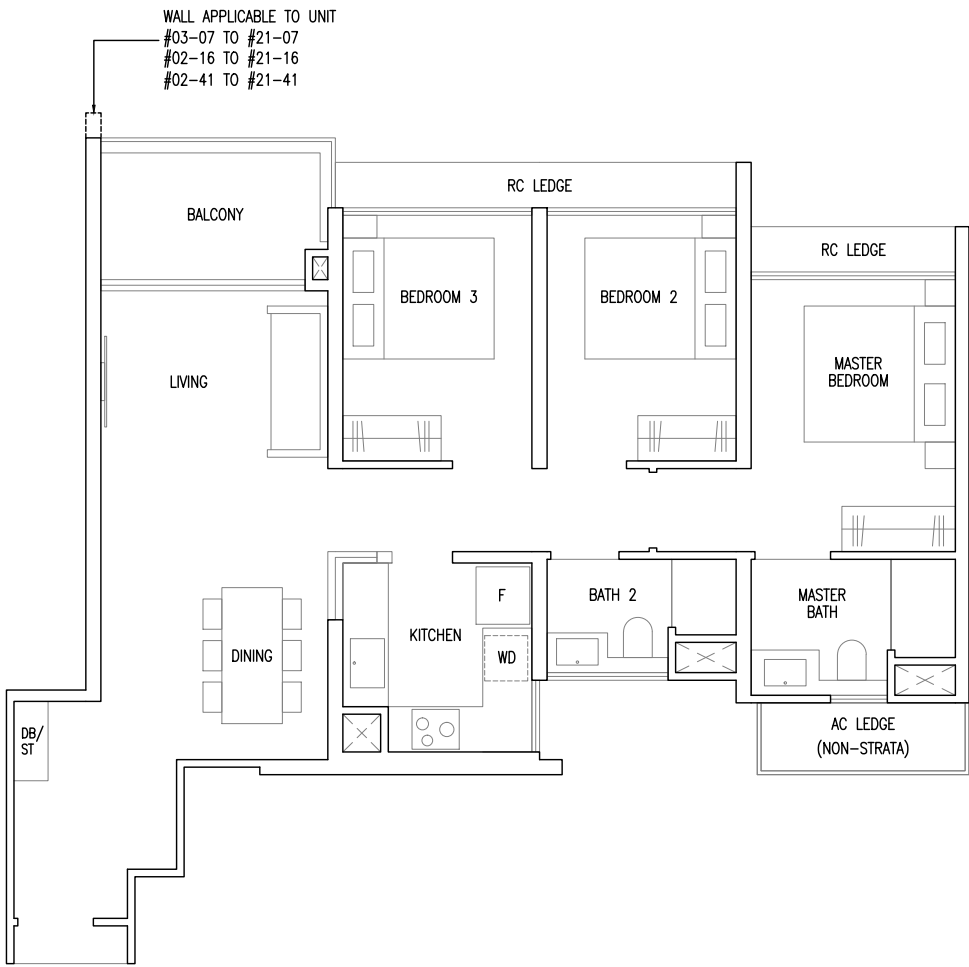 WALL APPLICABLE TO UNIT
#03-07 TO #21-07
#02-16 TO #21-16
#02-41 TO #21-41
RC LEDGE
BALCONY
RC LEDGE
BEDROOM 3
BEDROOM 2
LIVING
MASTER
BEDROOM
F
BATH 2
MASTER
BATH
KITCHEN
DINING
WD
DB/
ST
AC LEDGE
(NON-STRATA)